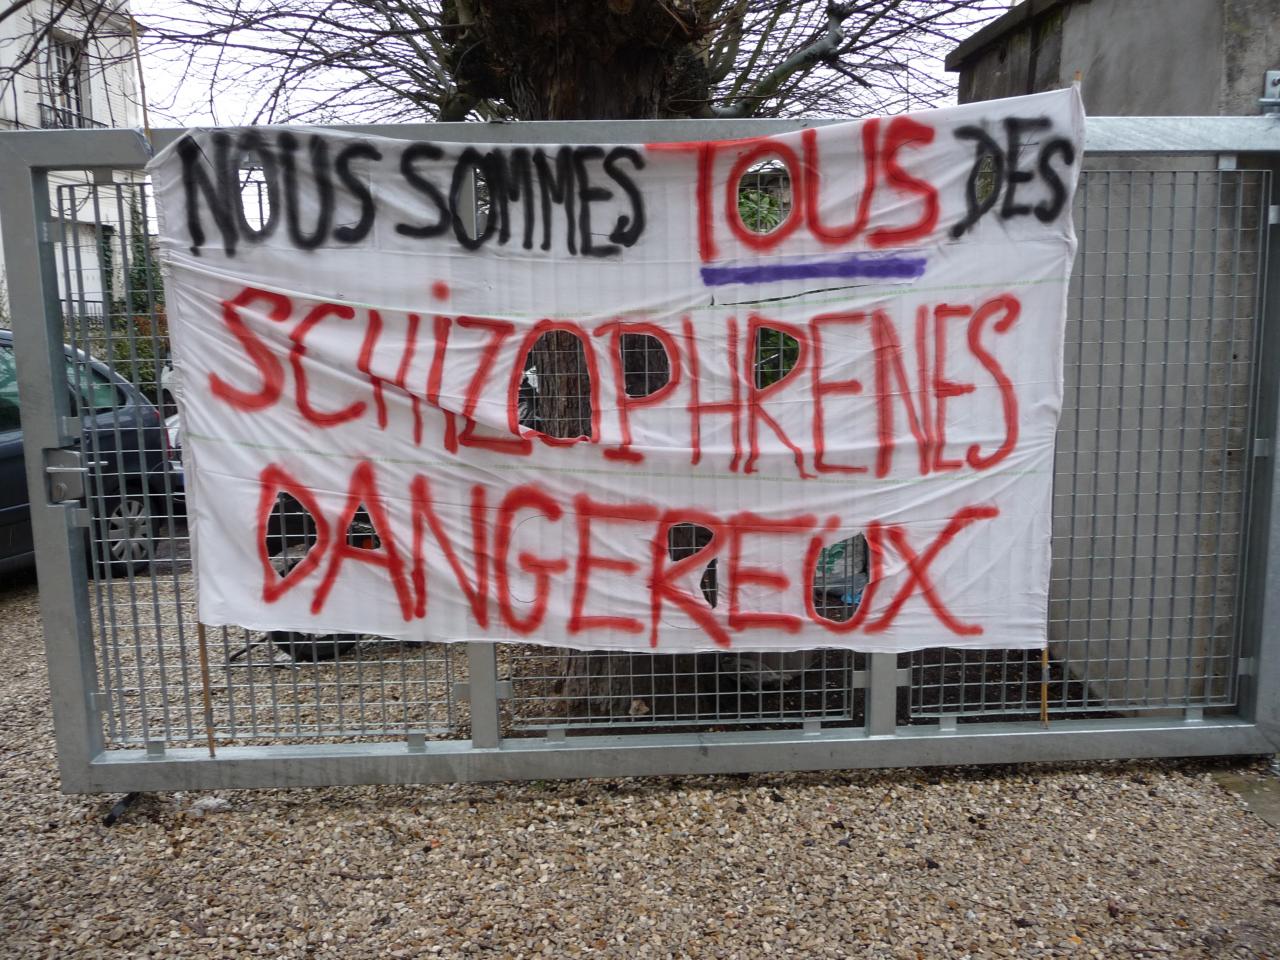 NOUS SOMMES TOUS DES
SCHiZOPHRENES
DANGEREUX